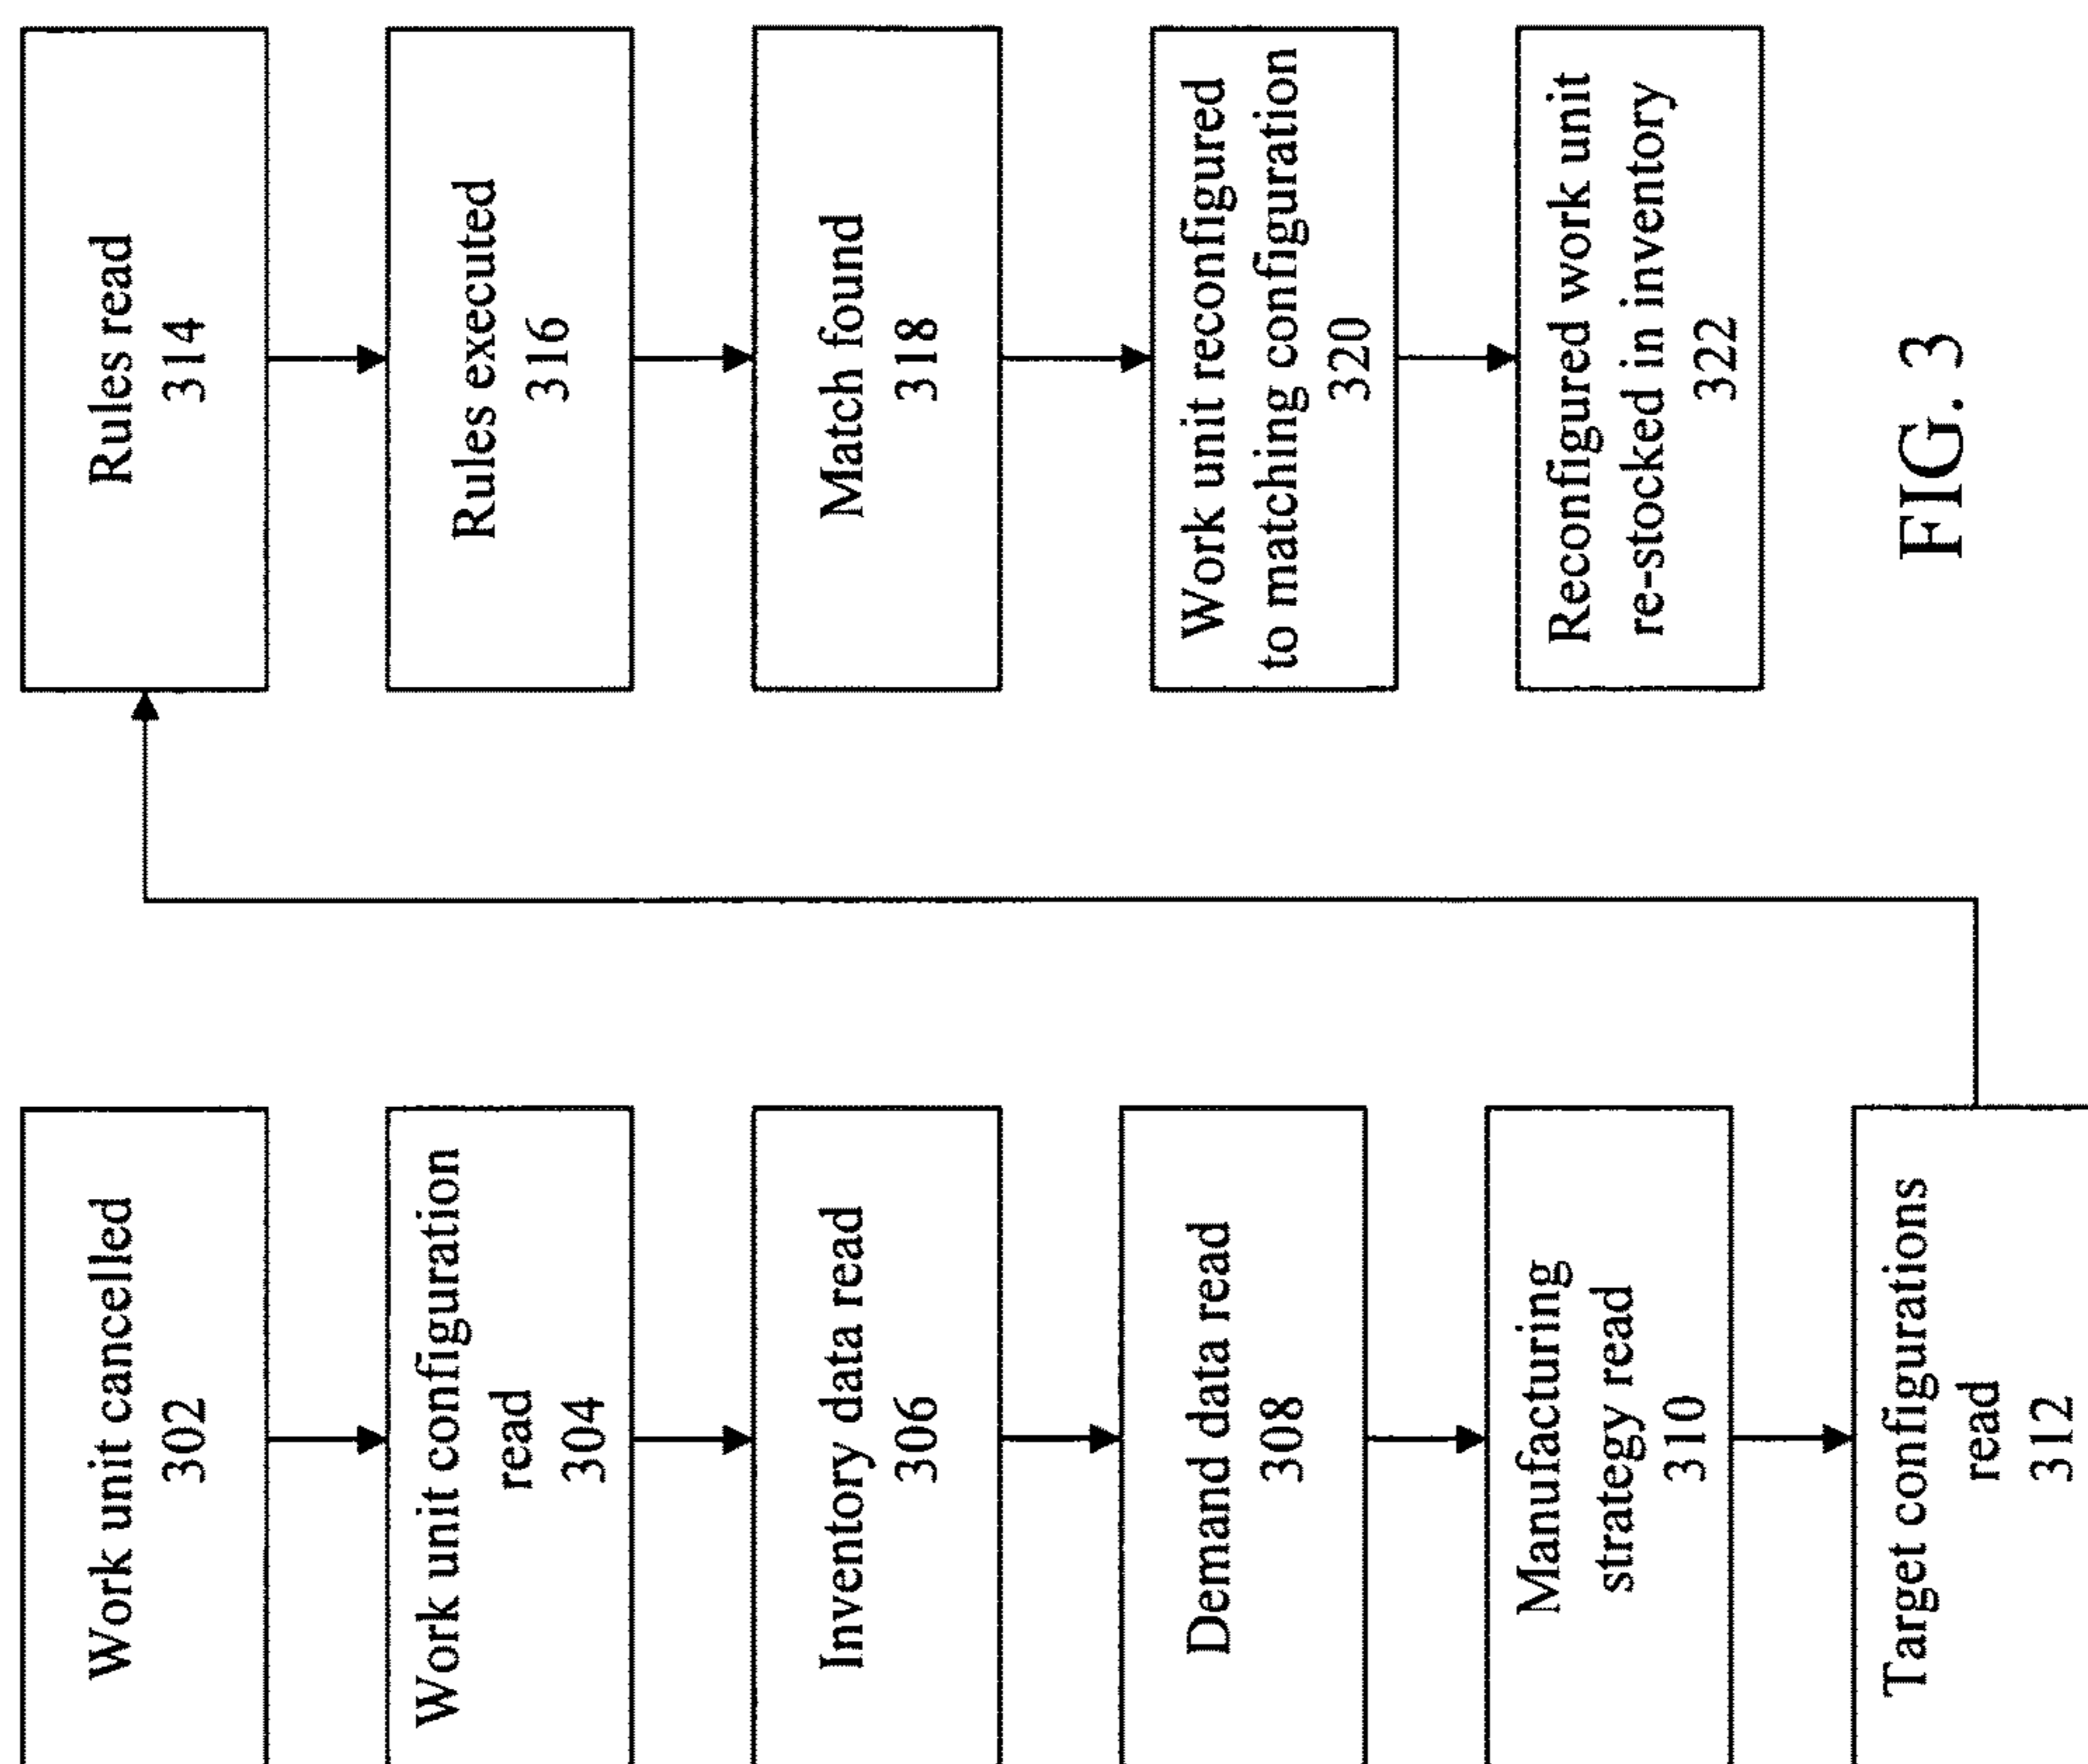 Work unit cancelled
302
Work unit configuration
read
304
Inventory data read
306
Demand data read
308
Manufacturing
strategy read
310
Target configurations
read
312
Rules read
314
Rules executed
316
Match found
318
Work unit reconfigured
to matching configuration
320
Reconfigured work unit
re-stocked in inventory
322
FIG. 3